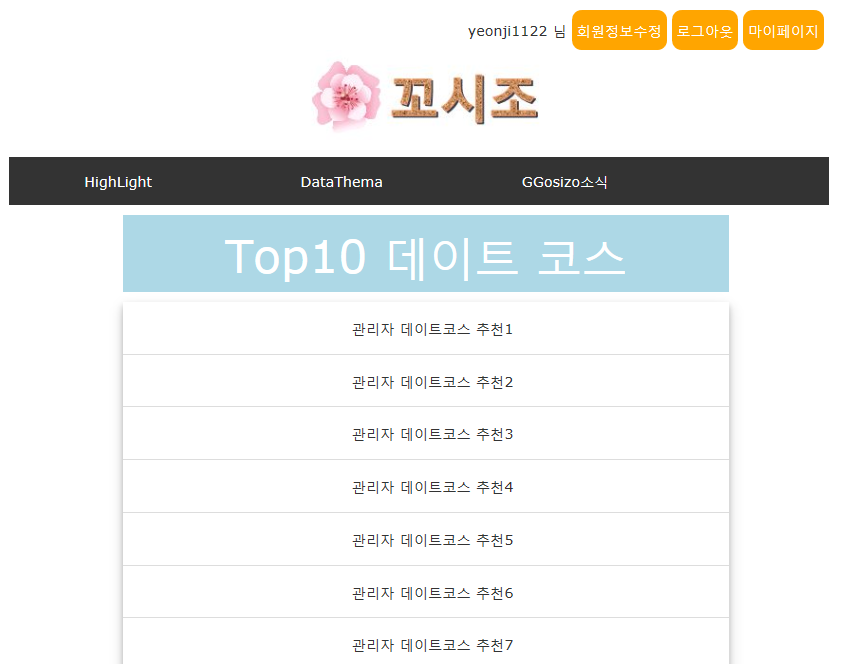 yeonji1122 님 회원정보수정 로그아웃 마이페이지
꼬시조
HighLight DataThema GGosizo소식
Top10 데이트 코스
관리자 데이트코스 추천1
관리자 데이트코스 추천2
관리자 데이트코스 추천3
관리자 데이트코스 추천4
관리자 데이트코스 추천5
관리자 데이트코스 추천6
관리자 데이트코스 추천7